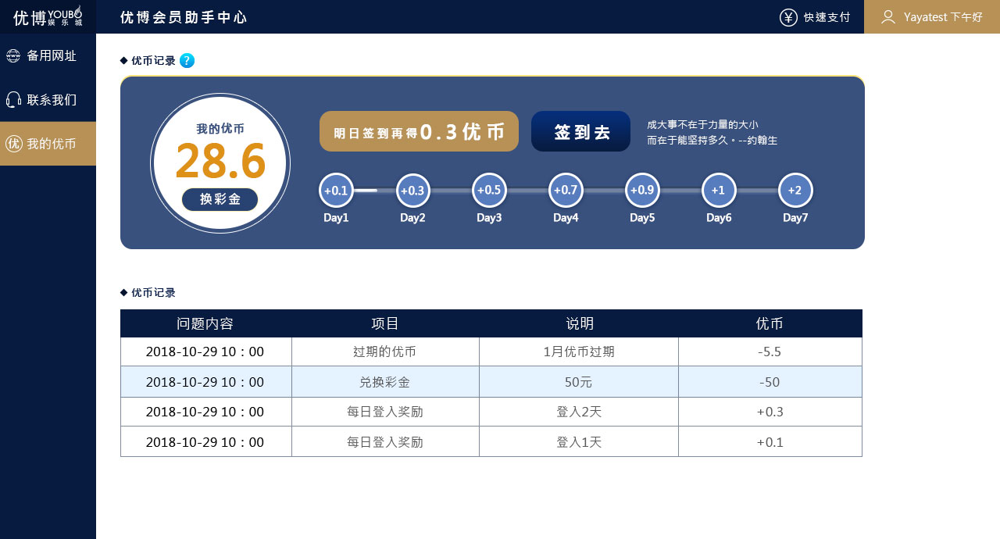 优博 YOUBO
娱乐城
优博会员助手中心
快速支付
Yayatest 下午好
备用网址
联系我们
我的优币
优币记录 ?
我的优币
28.6
换彩金
明日签到再得0.3优币
签到去
成大事不在于力量的大小
而在于能坚持多久。--约翰生
+0.1 +0.3 +0.5 +0.7 +0.9 +1 +2
Day1 Day2 Day3 Day4 Day5 Day6 Day7
优币记录
问题内容 项目 说明 优币
2018-10-29 10：00 过期的优币 1月优币过期 -5.5
2018-10-29 10：00 兑换彩金 50元 -50
2018-10-29 10：00 每日登入奖励 登入2天 +0.3
2018-10-29 10：00 每日登入奖励 登入1天 +0.1